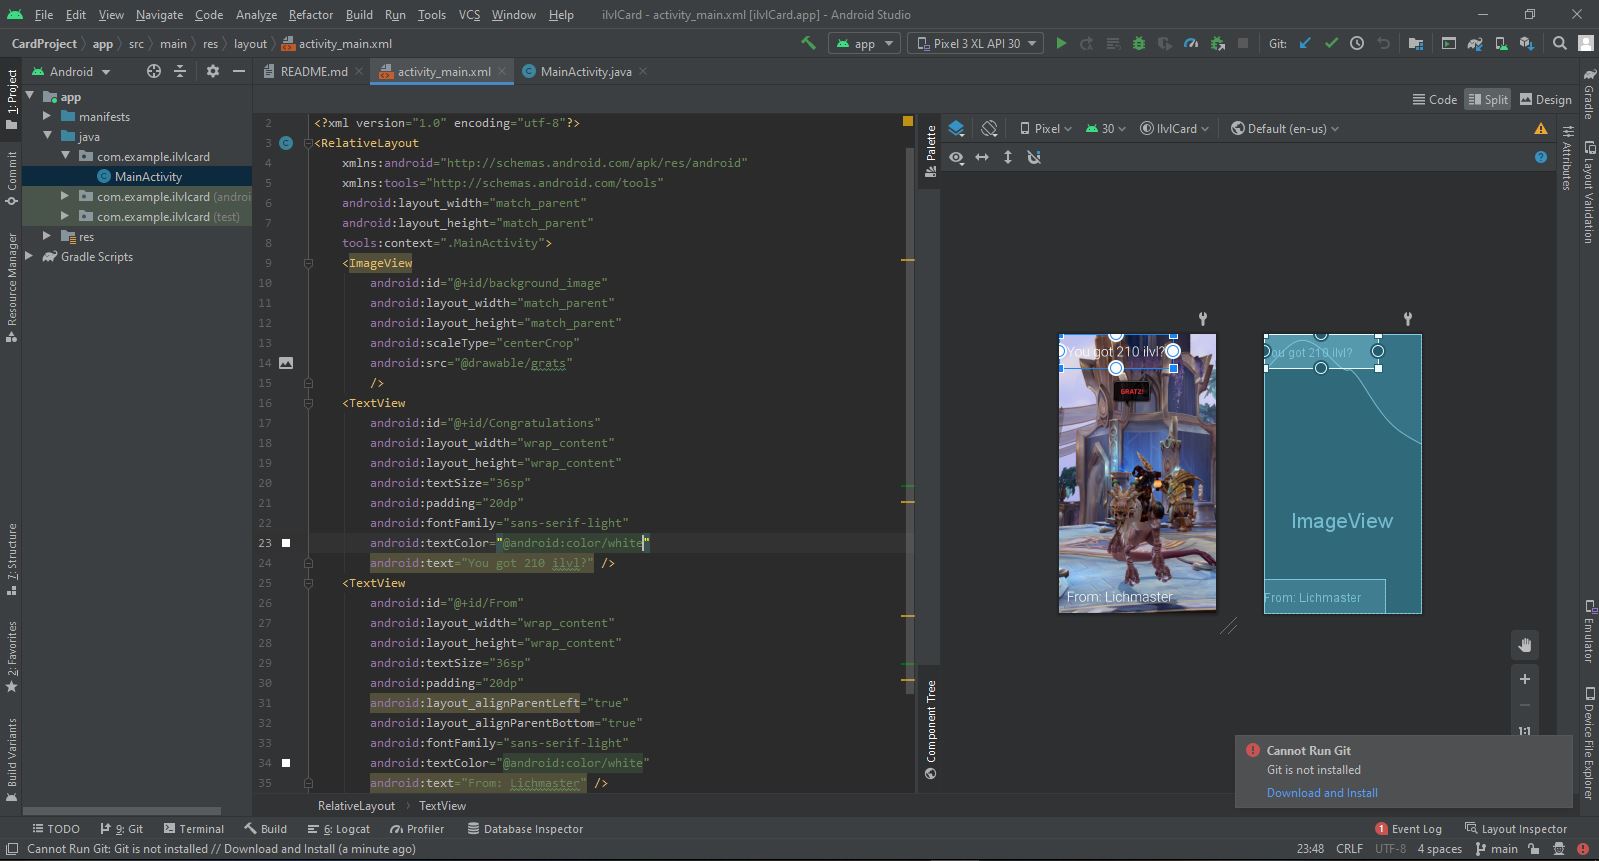 File Edit View Navigate Code Analyze Refactor Build Run Tools VCS Window Help ilvlCard - activity_main.xml [ilvlCard.app] - Android Studio
CardProject app src main res layout activity_main.xml app Pixel 3 XL API 30 Git:
1: Project
Commit
Resource Manager
7: Structure
2: Favorites
Build Variants
Android
app
manifests
java
com.example.ilvlcard
MainActivity
com.example.ilvlcard (androi
com.example.ilvlcard (test)
res
Gradle Scripts
README.md activity_main.xml MainActivity.java
Code Split Design
2 <?xml version="1.0" encoding="utf-8"?>
3 <RelativeLayout
4 xmlns:android="http://schemas.android.com/apk/res/android"
5 xmlns:tools="http://schemas.android.com/tools"
6 android:layout_width="match_parent"
7 android:layout_height="match_parent"
8 tools:context=".MainActivity">
9 <ImageView
10 android:id="@+id/background_image"
11 android:layout_width="match_parent"
12 android:layout_height="match_parent"
13 android:scaleType="centerCrop"
14 android:src="@drawable/grats"
15 />
16 <TextView
17 android:id="@+id/Congratulations"
18 android:layout_width="wrap_content"
19 android:layout_height="wrap_content"
20 android:textSize="36sp"
21 android:padding="20dp"
22 android:fontFamily="sans-serif-light"
23 android:textColor="@android:color/white"
24 android:text="You got 210 ilvl?" />
25 <TextView
26 android:id="@+id/From"
27 android:layout_width="wrap_content"
28 android:layout_height="wrap_content"
29 android:textSize="36sp"
30 android:padding="20dp"
31 android:layout_alignParentLeft="true"
32 android:layout_alignParentBottom="true"
33 android:fontFamily="sans-serif-light"
34 android:textColor="@android:color/white"
35 android:text="From: Lichmaster" />
RelativeLayout TextView
Palette
Component Tree
Pixel 30 IlvlCard Default (en-us)
You got 210 ilvl?
GRATZ!
From: Lichmaster
You got 210 ilvl?
ImageView
From: Lichmaster
1:1
Cannot Run Git
Git is not installed
Download and Install
Gradle
Attributes
Layout Validation
Emulator
Device File Explorer
TODO 9: Git Terminal Build 6: Logcat Profiler Database Inspector 1 Event Log Layout Inspector
Cannot Run Git: Git is not installed // Download and Install (a minute ago) 23:48 CRLF UTF-8 4 spaces main